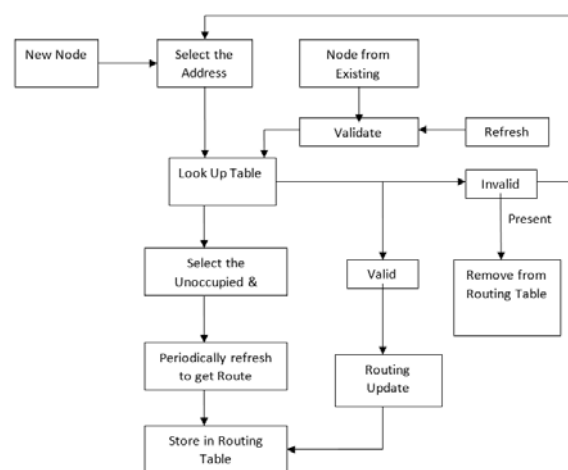 New Node
Select the
Address
Node from
Existing
Validate
Refresh
Look Up Table
Invalid
Present
Select the
Unoccupied &
Valid
Remove from
Routing Table
Periodically refresh
to get Route
Routing
Update
Store in Routing
Table